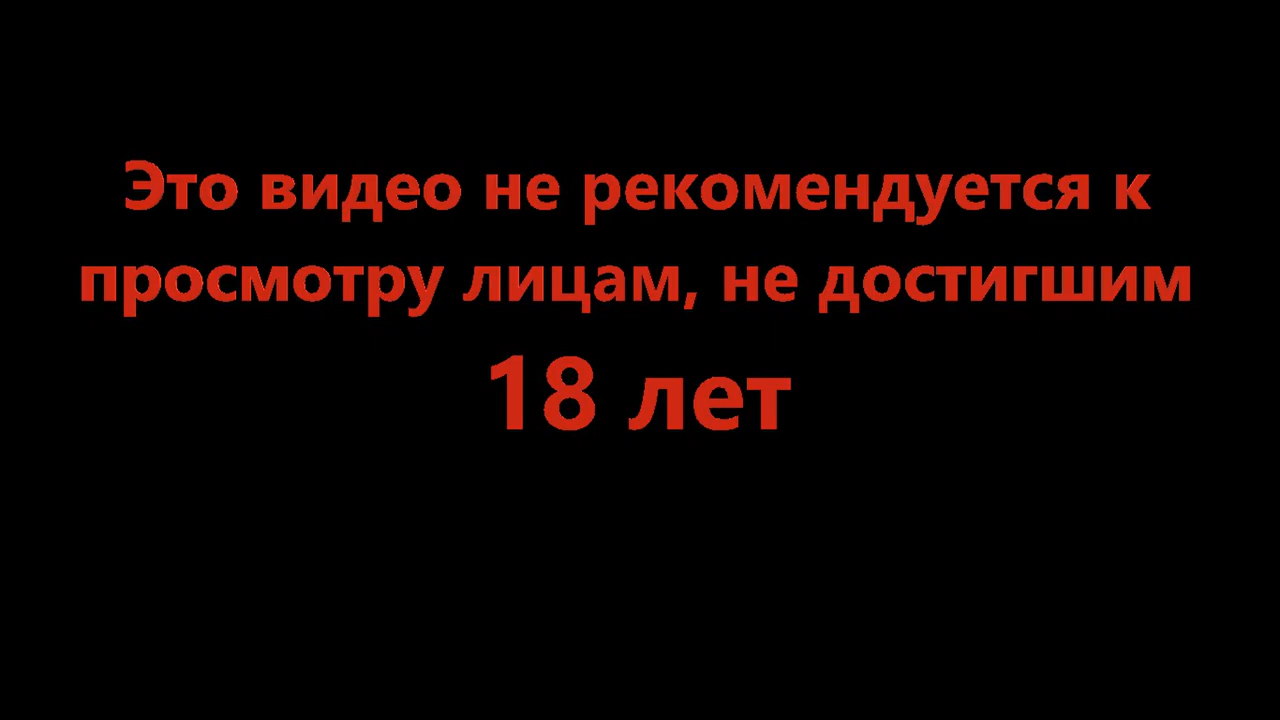 Это видео не рекомендуется к
просмотру лицам, не достигшим
18 лет